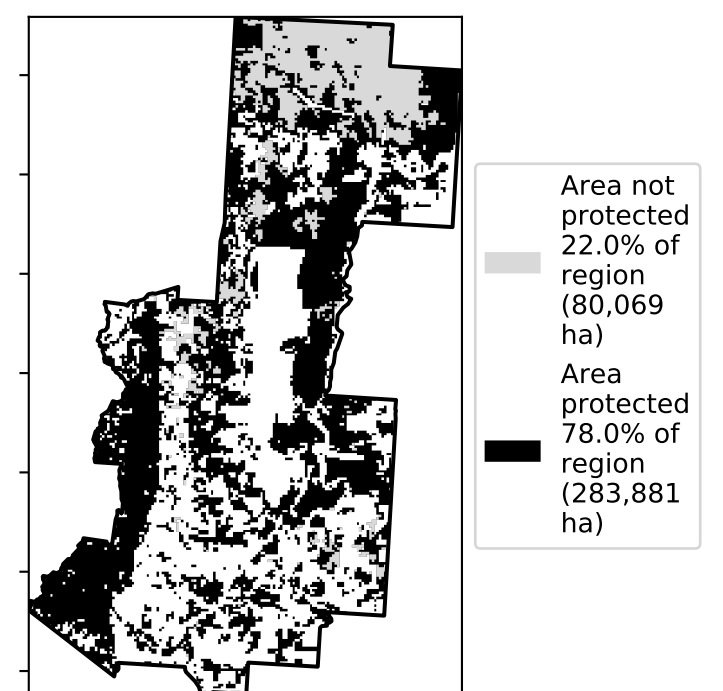 Area not
protected
22.0% of
region
(80,069
ha)
Area
protected
78.0% of
region
(283,881
ha)